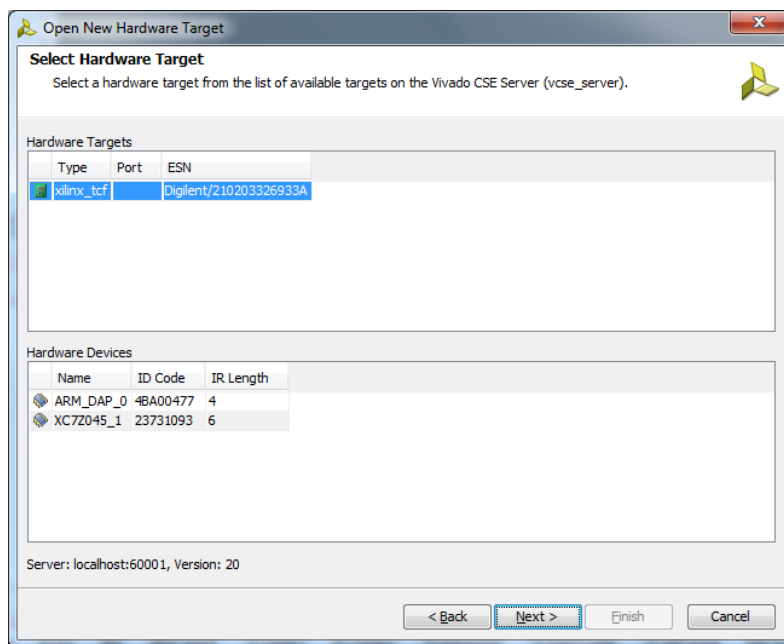 Open New Hardware Target
Select Hardware Target
Select a hardware target from the list of available targets on the Vivado CSE Server (vcse_server).
Hardware Targets
Type Port ESN
xilinx_tcf Digilent/210203326933A
Hardware Devices
Name ID Code IR Length
ARM_DAP_0 4BA00477 4
XC7Z045_1 23731093 6
Server: localhost:60001, Version: 20
< Back Next > Finish Cancel